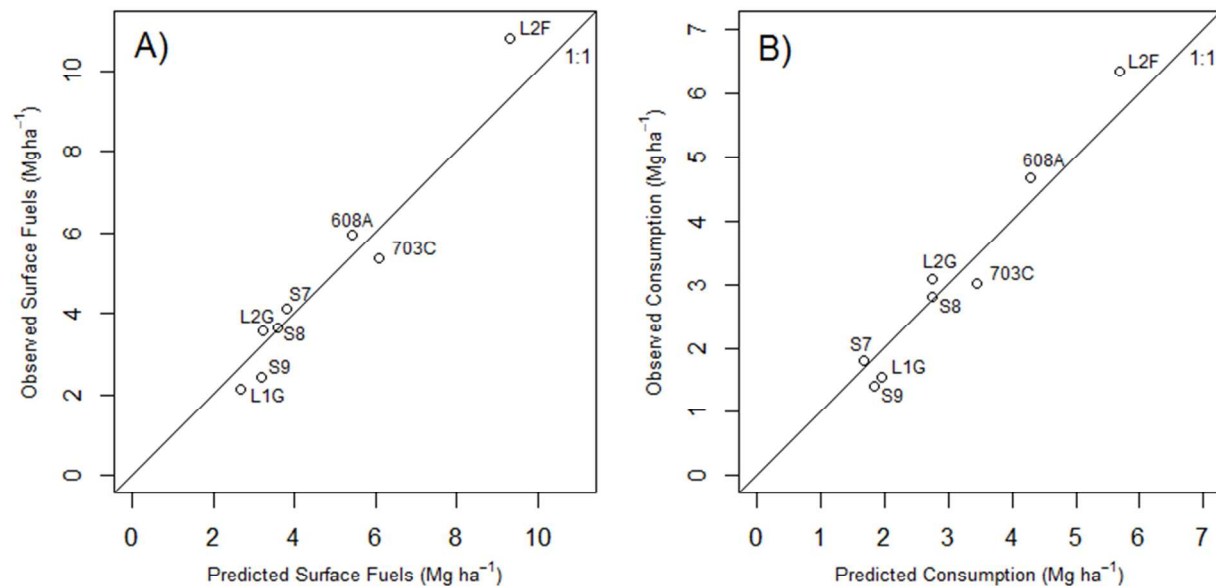 A)
L2F
1:1
608A
703C
S7
L2G
S8
S9
L1G
0
2
4
6
8
10
Observed Surface Fuels (Mgha⁻¹)
0 2 4 6 8 10
Predicted Surface Fuels (Mg ha⁻¹)
B)
L2F
1:1
608A
L2G
703C
S8
S7
L1G
S9
0
1
2
3
4
5
6
7
Observed Consumption (Mgha⁻¹)
0 1 2 3 4 5 6 7
Predicted Consumption (Mg ha⁻¹)